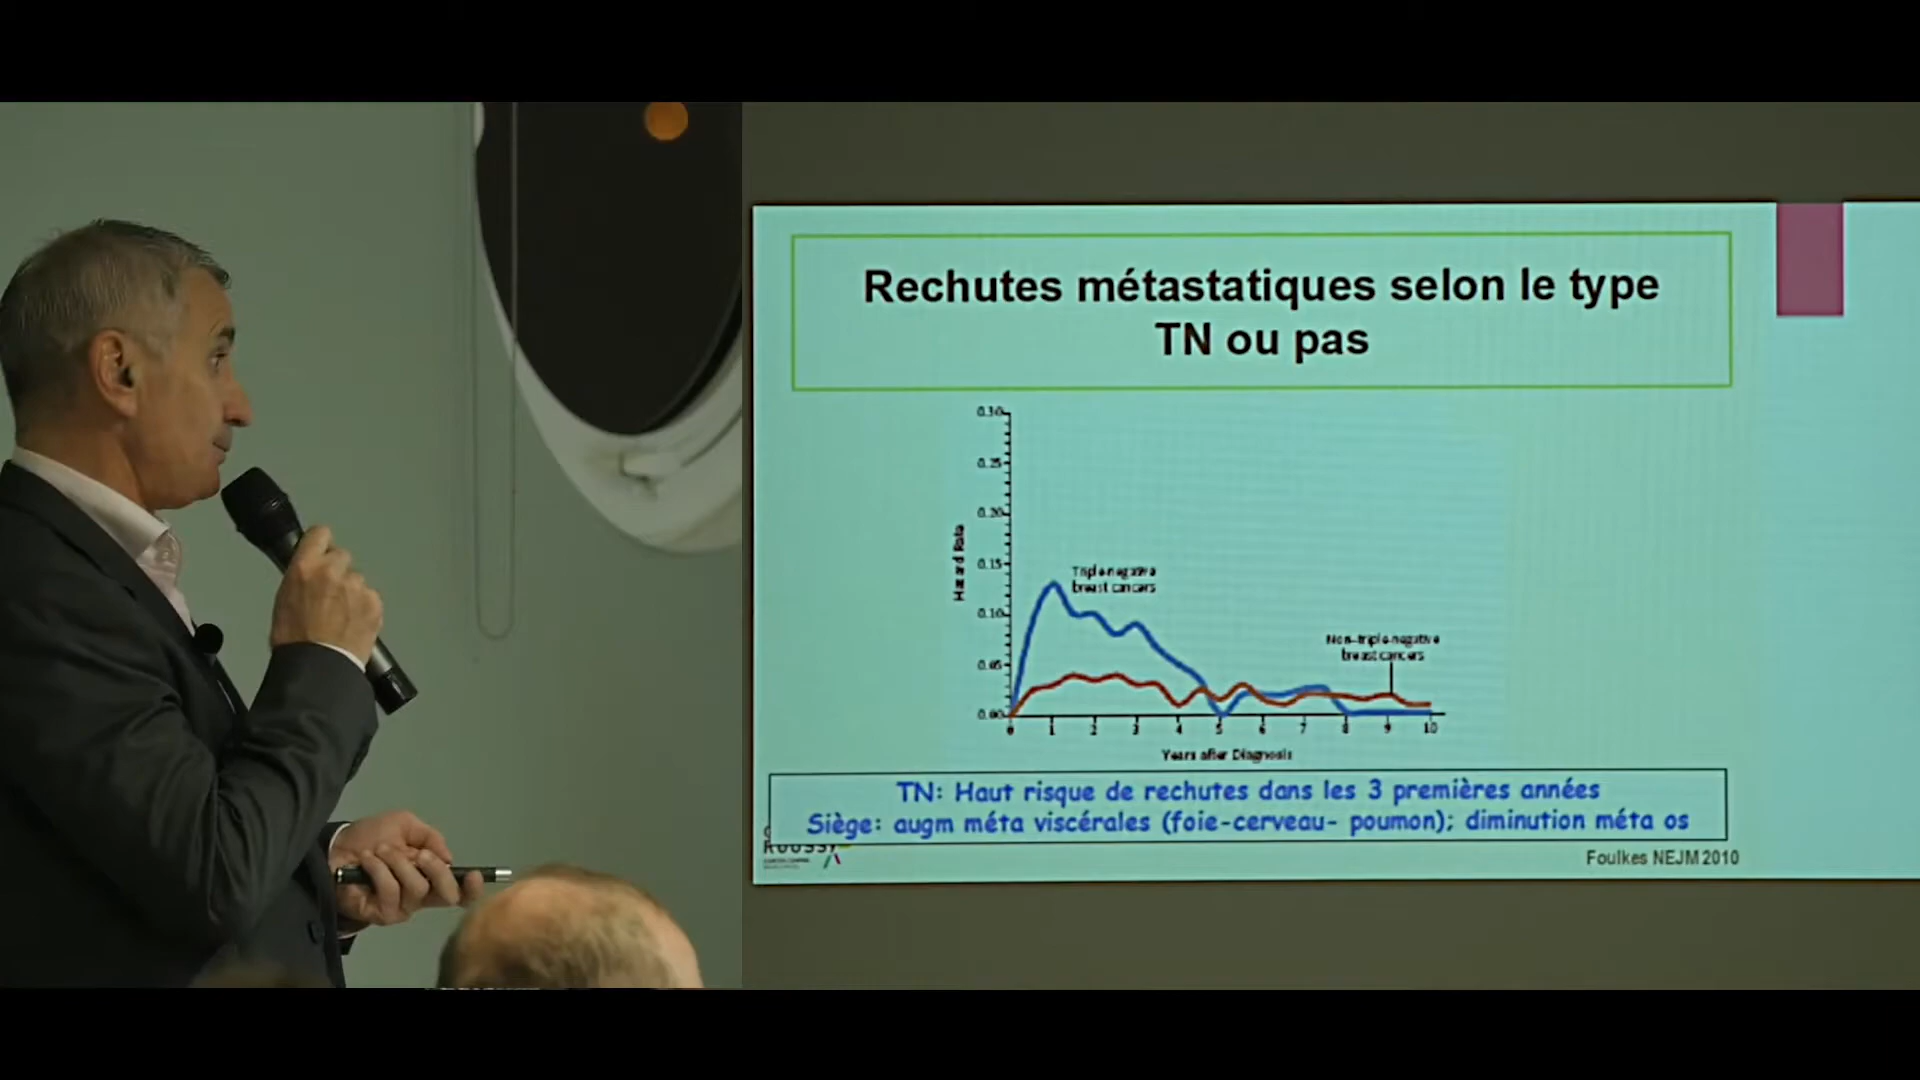 Rechutes métastatiques selon le type
TN ou pas
0.30
0.25
0.20
0.15
0.10
0.05
0.00
Hazard Rate
Triple-negative
breast cancers
Non–triple-negative
breast cancers
0 1 2 3 4 5 6 7 8 9 10
Years after Diagnosis
TN: Haut risque de rechutes dans les 3 premières années
Siège: augm méta viscérales (foie-cerveau- poumon); diminution méta os
ROUSSY
Foulkes NEJM 2010